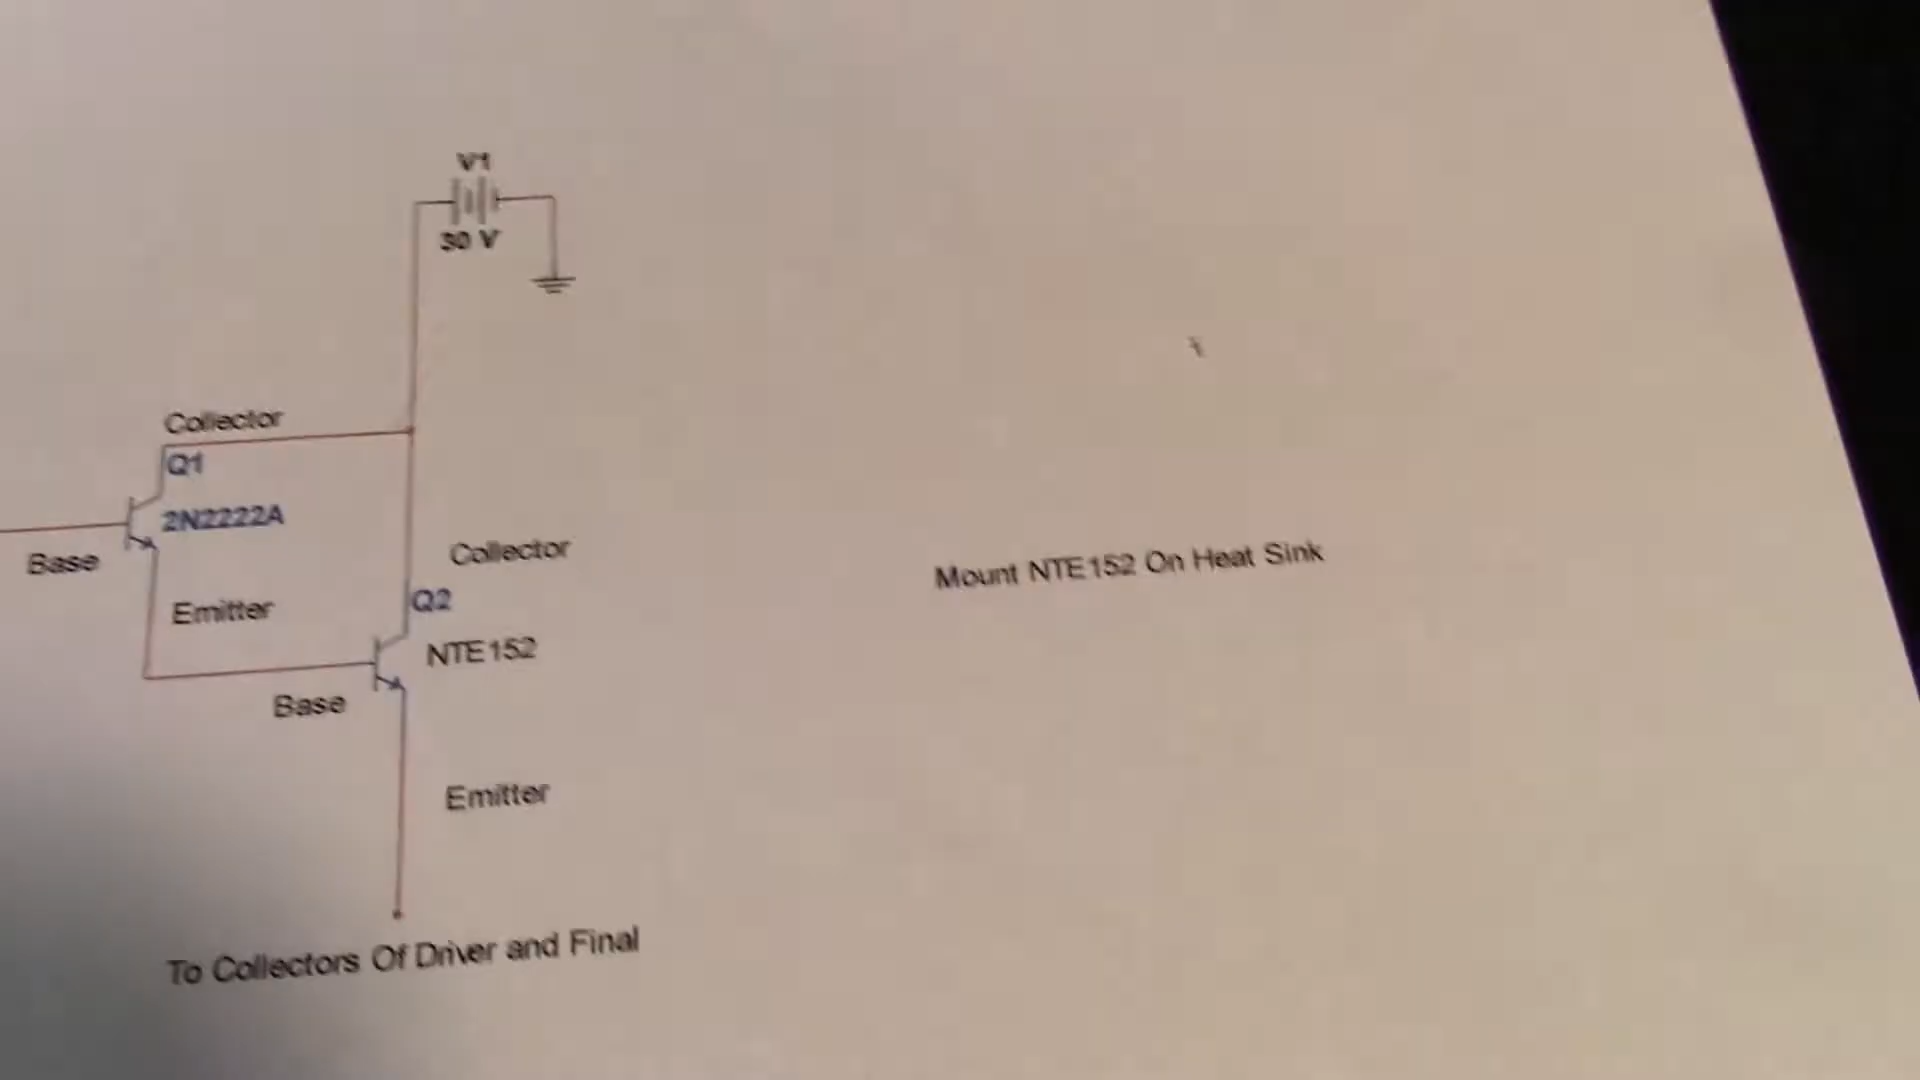 V1
30 V
Collector
Q1
2N2222A
Base
Emitter
Collector
Q2
NTE152
Base
Emitter
Mount NTE152 On Heat Sink
To Collectors Of Driver and Final